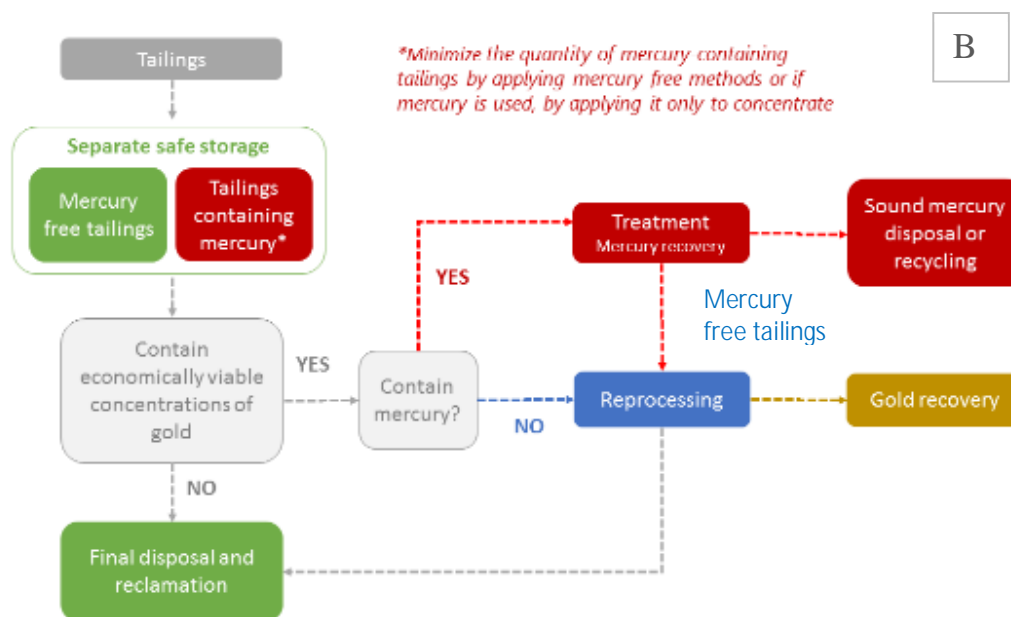 B
Tailings
*Minimize the quantity of mercury containing
tailings by applying mercury free methods or if
mercury is used, by applying it only to concentrate
Separate safe storage
Mercury
free tailings
Tailings
containing
mercury*
Treatment
Mercury recovery
Sound mercury
disposal or
recycling
YES
Mercury
free tailings
Contain
economically viable
concentrations of
gold
YES
Contain
mercury?
NO
Reprocessing
Gold recovery
NO
Final disposal and
reclamation